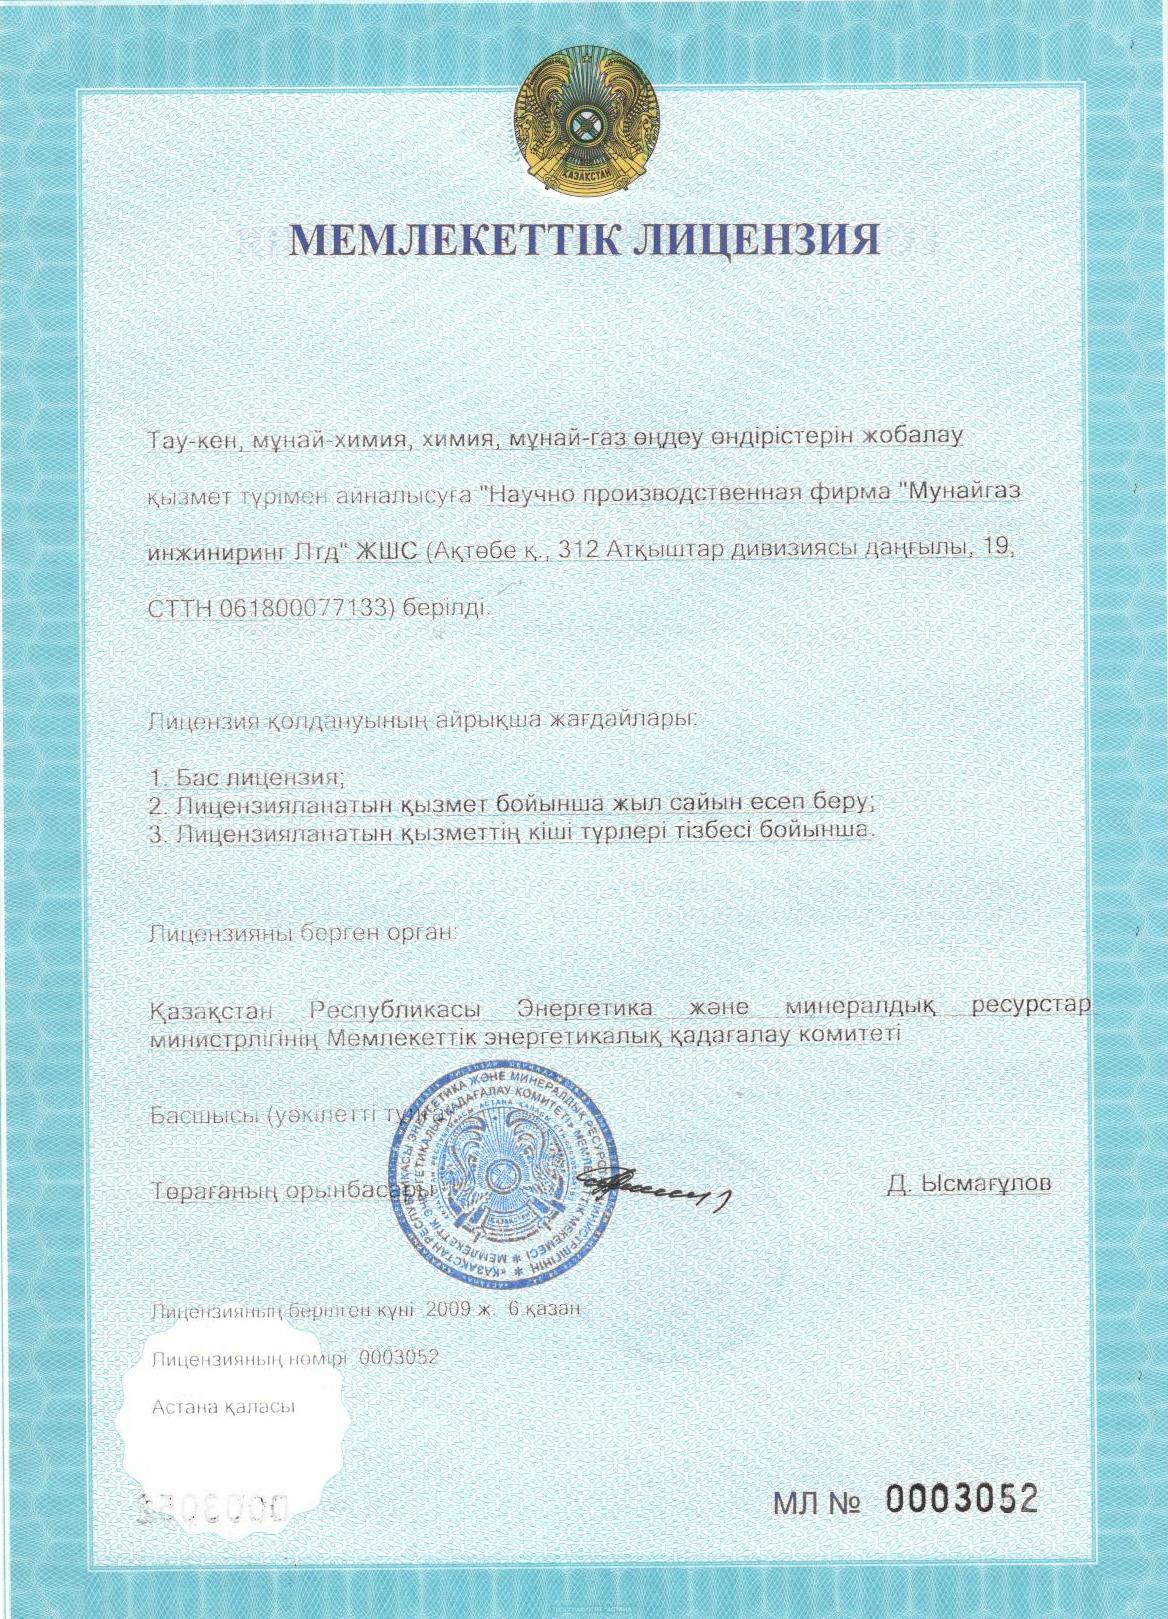 ҚАЗАҚСТАН
МЕМЛЕКЕТТІК ЛИЦЕНЗИЯ
Тау-кен, мұнай-химия, химия, мұнай-газ өңдеу өндірістерін жобалау
қызмет түрімен айналысуға "Научно производственная фирма "Мунайгаз
инжиниринг Лтд" ЖШС (Ақтөбе қ., 312 Атқыштар дивизиясы даңғылы, 19,
СТТН 061800077133) берілді.
Лицензия қолдануының айрықша жағдайлары:
1. Бас лицензия;
2. Лицензияланатын қызмет бойынша жыл сайын есеп беру;
3. Лицензияланатын қызметтің кіші түрлері тізбесі бойынша.
Лицензияны берген орган:
Қазақстан Республикасы Энергетика және минералдық ресурстар
министрлігінің Мемлекеттік энергетикалық қадағалау комитеті
Басшысы (уәкілетті
Төрағаның орынбасары
Д. Ысмағұлов
Лицензияның берілген күні 2009 ж. 6 қазан
Лицензияның нөмірі 0003052
Астана қаласы
МЛ № 0003052